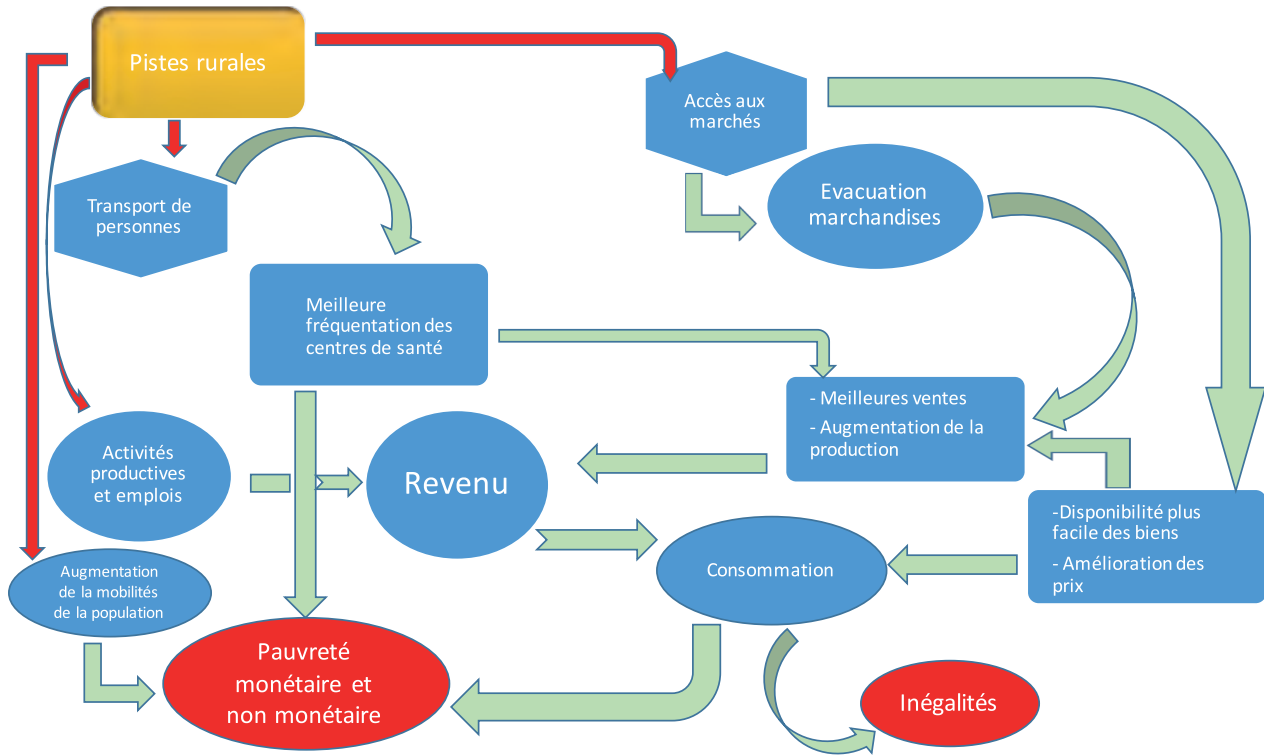 Pistes rurales
Accès aux
marchés
Transport de
personnes
Evacuation
marchandises
Meilleure
fréquentation des
centres de santé
- Meilleures ventes
- Augmentation de la
production
Activités
productives
et emplois
Revenu
-Disponibilité plus
facile des biens
- Amélioration des
prix
Consommation
Augmentation
de la mobilités
de la population
Pauvreté
monétaire et
non monétaire
Inégalités